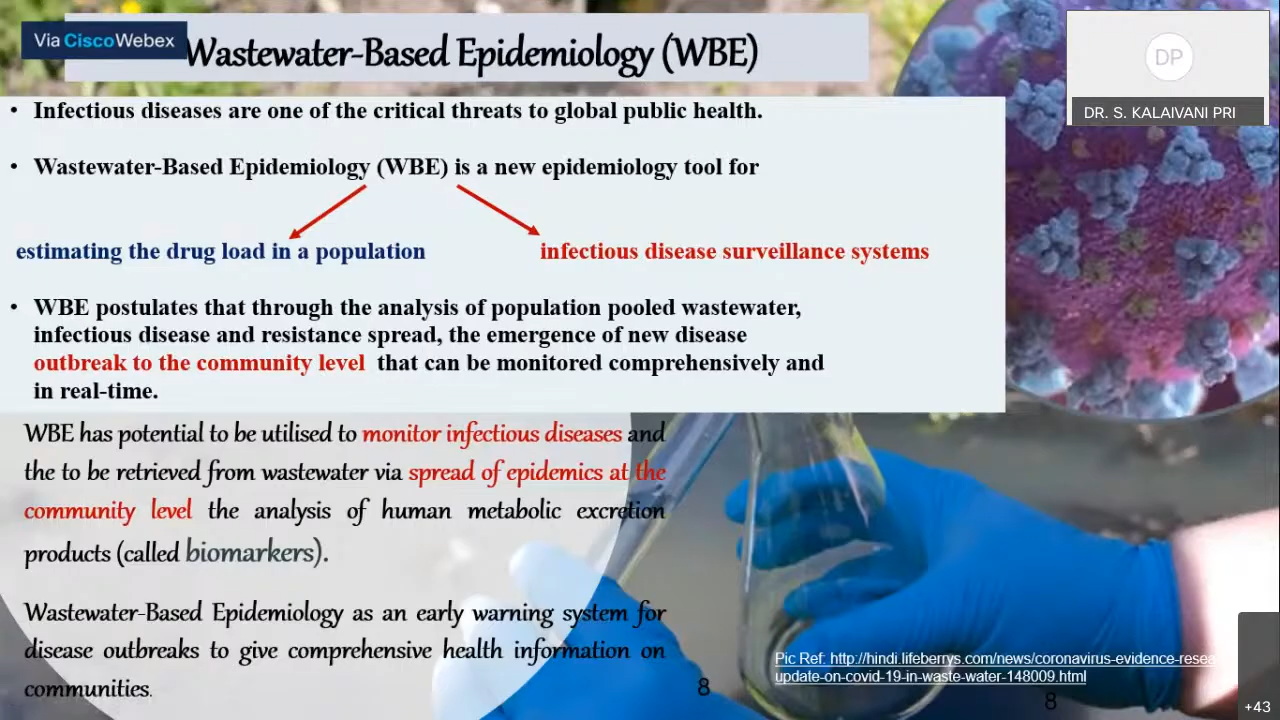 Via Cisco Webex
Wastewater-Based Epidemiology (WBE)
DP
DR. S. KALAIVANI PRI
• Infectious diseases are one of the critical threats to global public health.
• Wastewater-Based Epidemiology (WBE) is a new epidemiology tool for
estimating the drug load in a population
infectious disease surveillance systems
• WBE postulates that through the analysis of population pooled wastewater,
infectious disease and resistance spread, the emergence of new disease
outbreak to the community level that can be monitored comprehensively and
in real-time.
WBE has potential to be utilised to monitor infectious diseases and
the to be retrieved from wastewater via spread of epidemics at the
community level the analysis of human metabolic excretion
products (called biomarkers).
Wastewater-Based Epidemiology as an early warning system for
disease outbreaks to give comprehensive health information on
communities.
Pic Ref: http://hindi.lifeberrys.com/news/coronavirus-evidence-resea
update-on-covid-19-in-waste-water-148009.html
8
8
+43